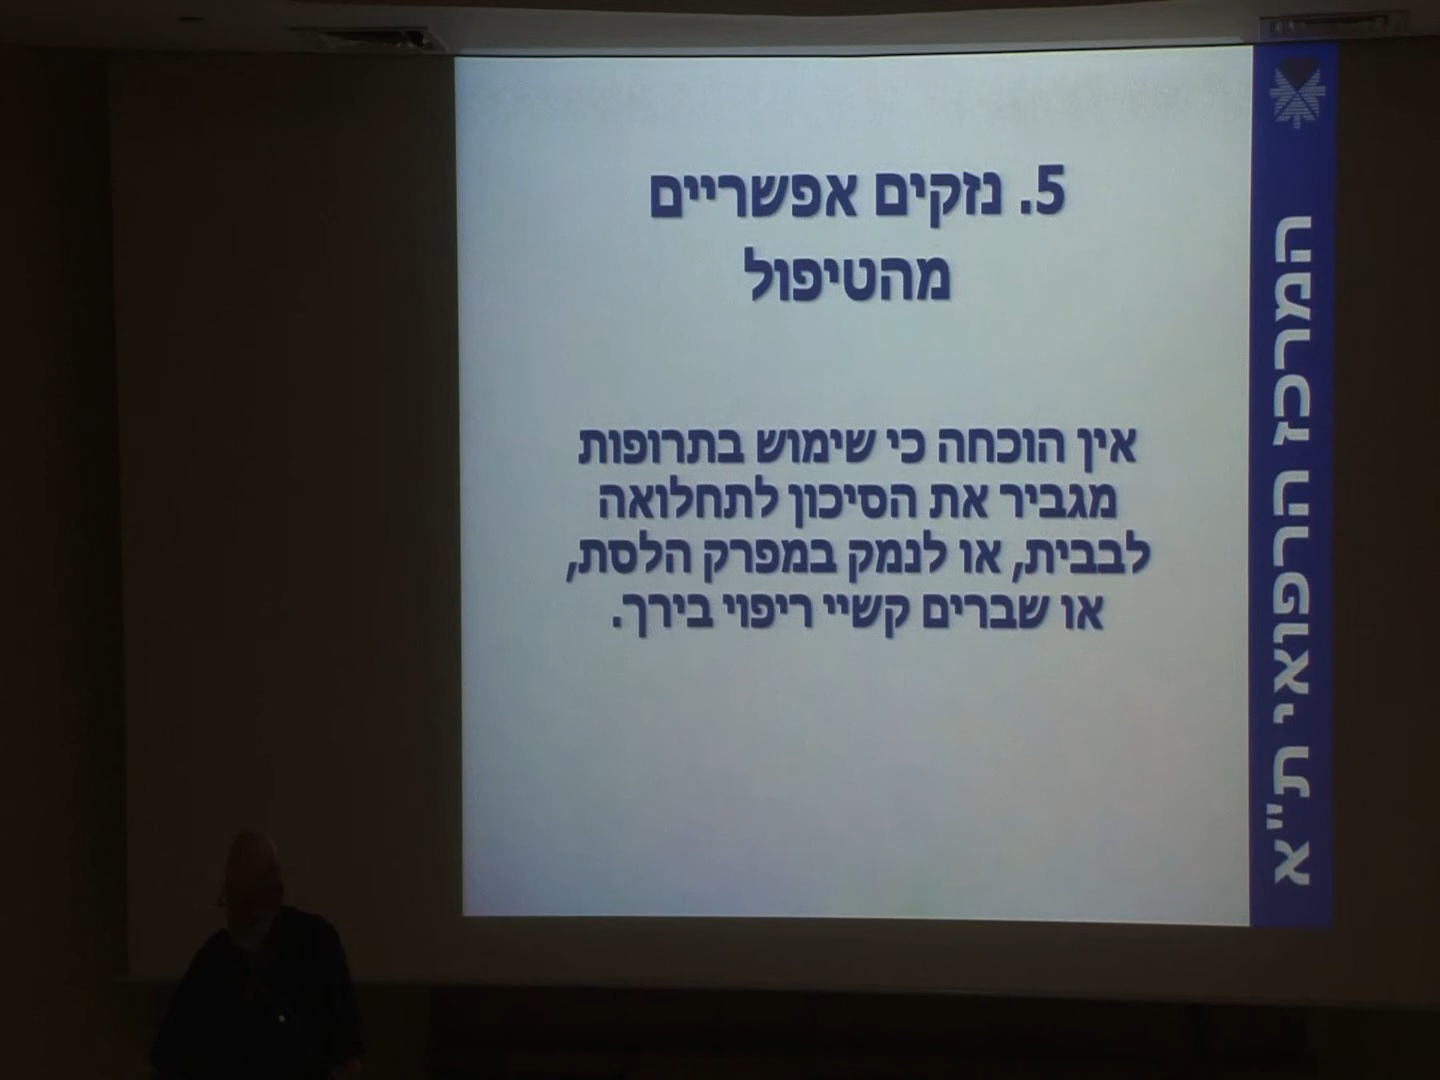 5. נזקים אפשריים
מהטיפול
אין הוכחה כי שימוש בתרופות
מגביר את הסיכון לתחלואה
לבבית, או לנמק במפרק הלסת,
או שברים קשיי ריפוי בירך.
המרכז הרפואי ת"א